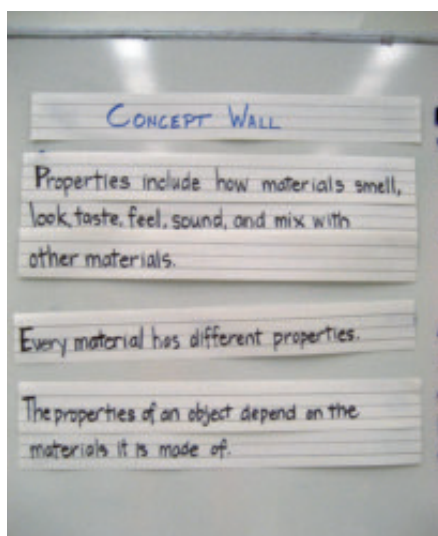 CONCEPT WALL
Properties include how materials smell,
look, taste, feel, sound, and mix with
other materials.
Every material has different properties.
The properties of an object depend on the
materials it is made of.